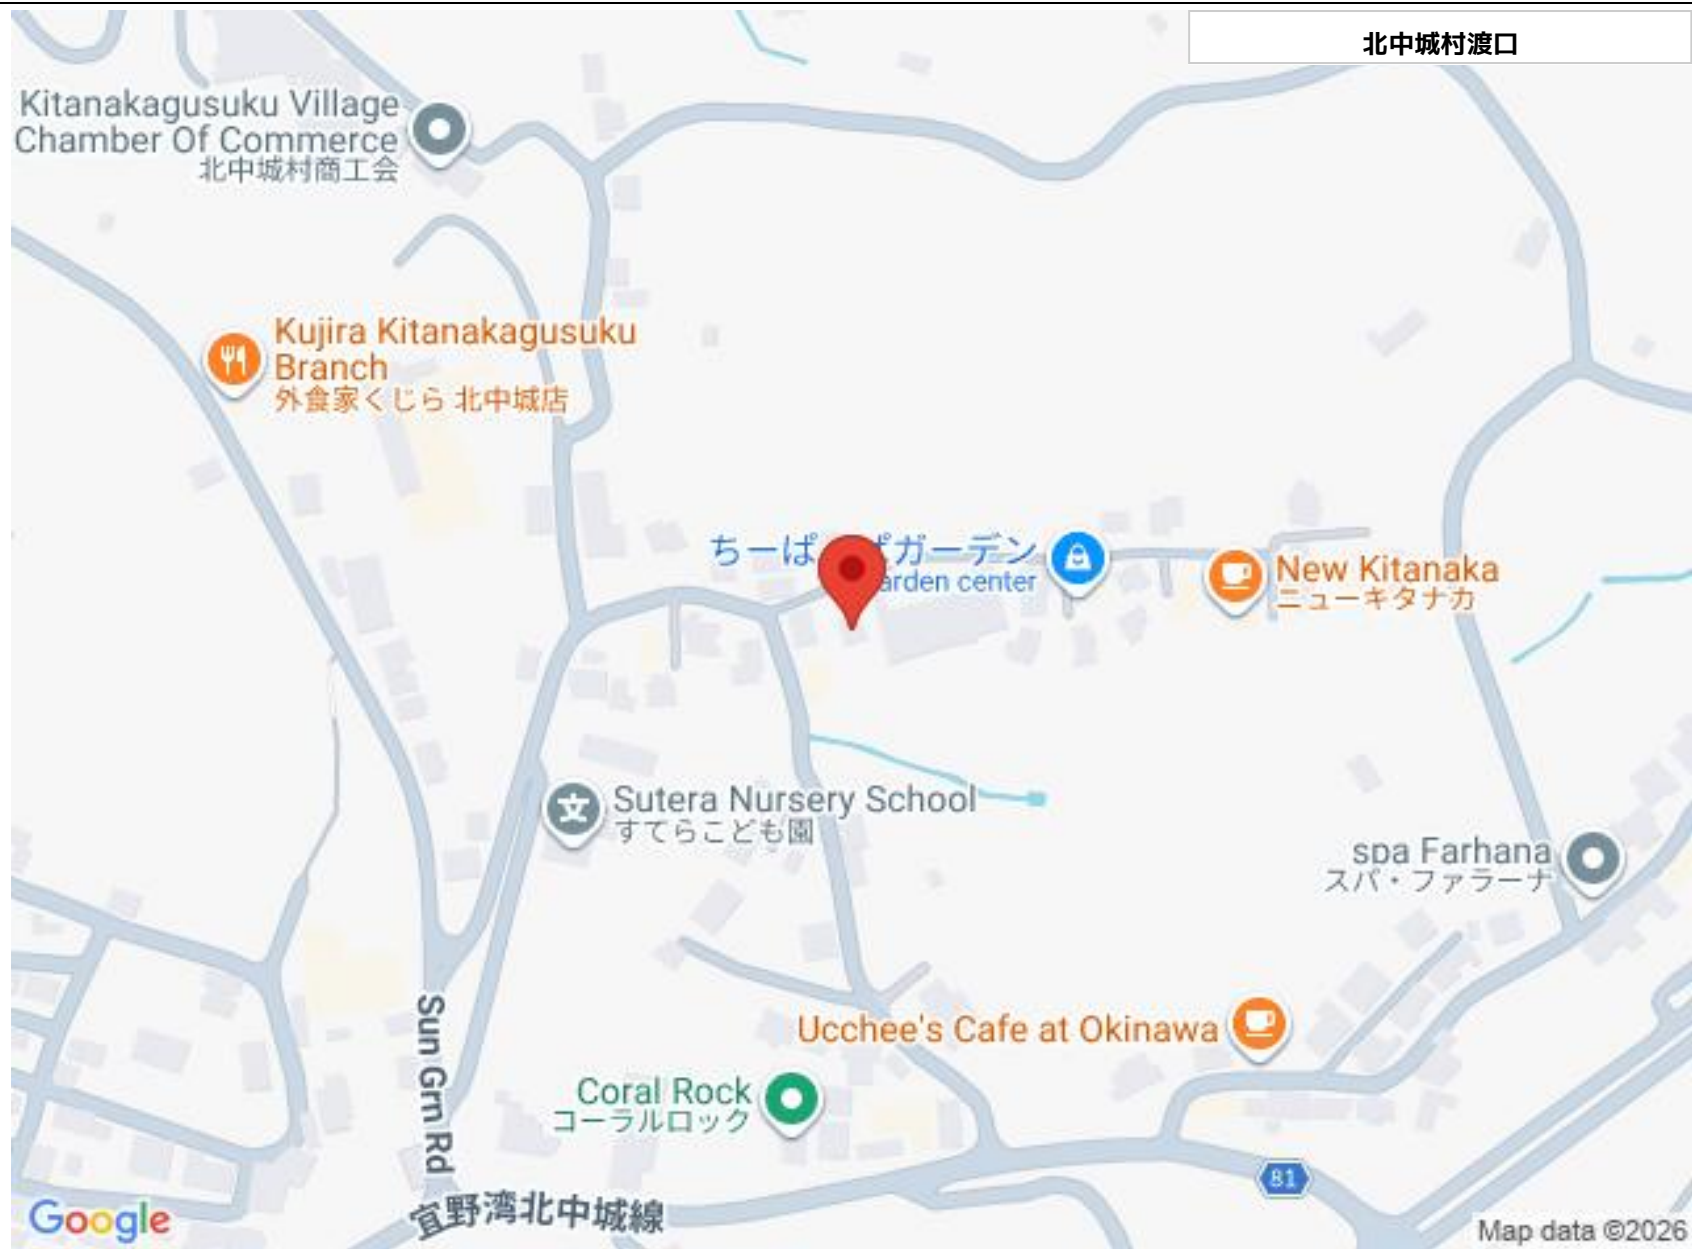 北中城村渡口
Kitanakagusuku Village
Chamber Of Commerce
北中城村商工会
Kujira Kitanakagusuku
Branch
外食家くじら 北中城店
ちーぱ
ぱガーデン
arden center
New Kitanaka
ニューキタナカ
Sutera Nursery School
すてらこども園
spa Farhana
スパ・ファラーナ
Ucchee's Cafe at Okinawa
Coral Rock
コーラルロック
Sun Grn Rd
81
宜野湾北中城線
Google
Map data ©2026